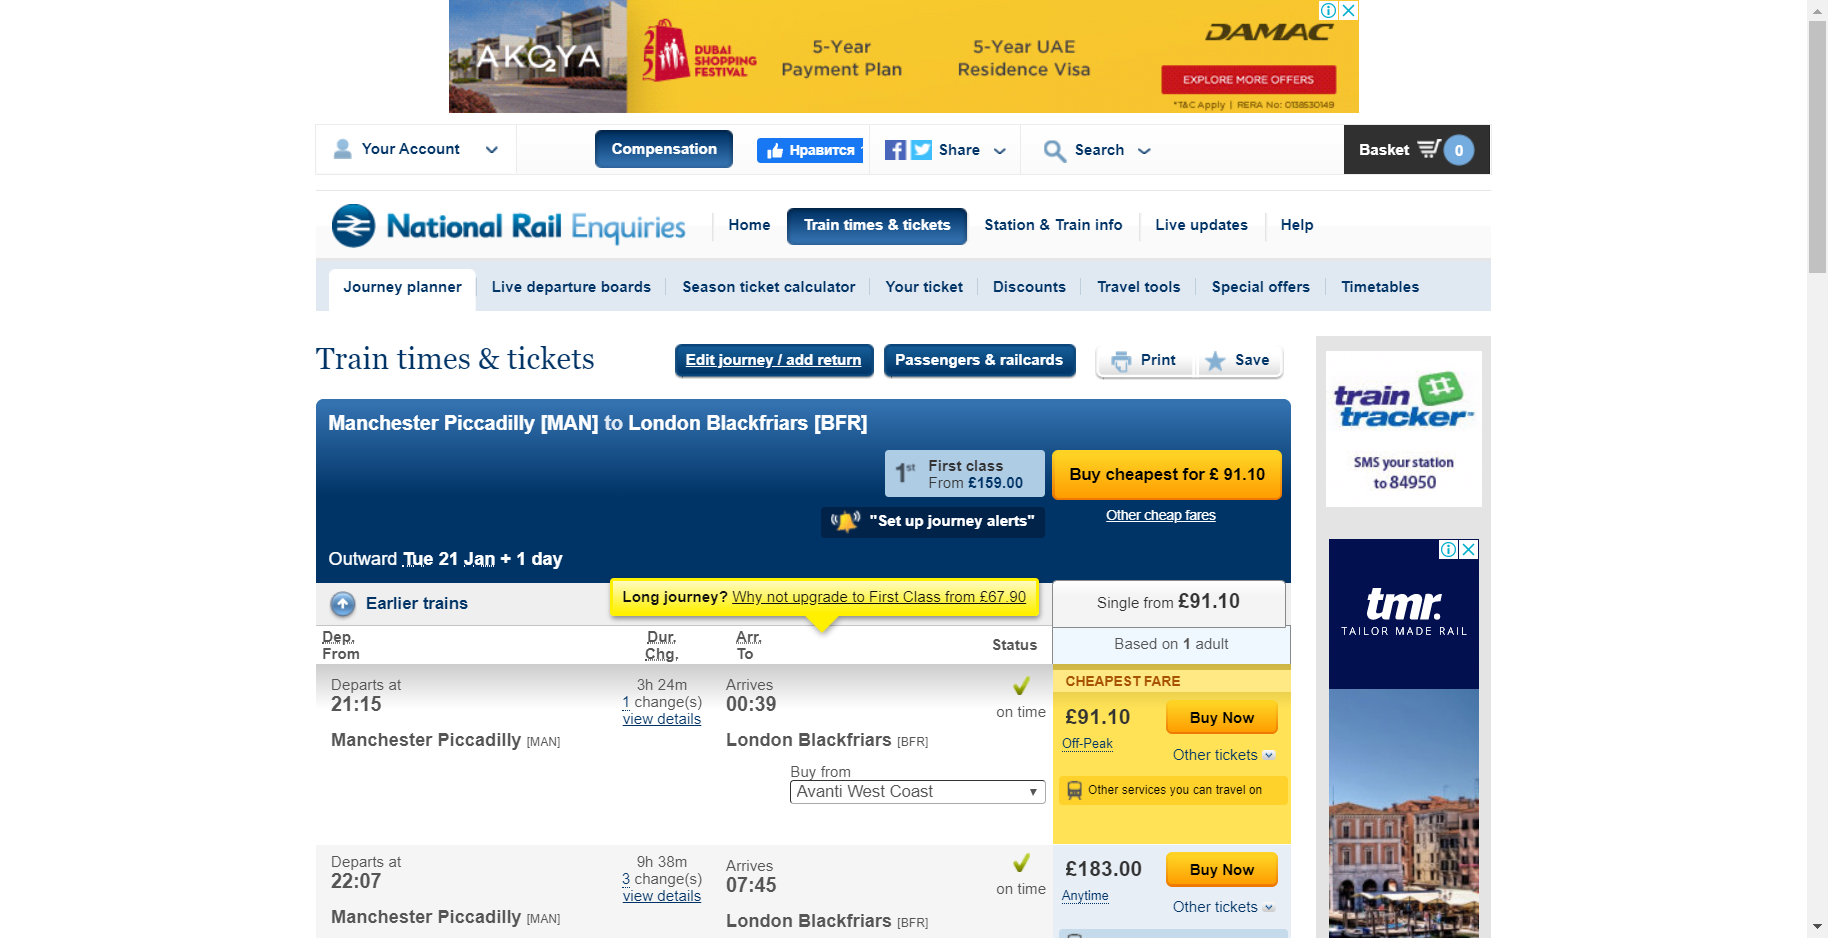 AKOYA
2
25
DUBAI
SHOPPING
FESTIVAL
5-Year
Payment Plan
5-Year UAE
Residence Visa
DAMAC
EXPLORE MORE OFFERS
*T&C Apply | RERA No: 0138530149
Your Account
Compensation
Нравится
Share
Search
Basket
0
National Rail Enquiries
Home
Train times & tickets
Station & Train info
Live updates
Help
Journey planner
Live departure boards
Season ticket calculator
Your ticket
Discounts
Travel tools
Special offers
Timetables
Train times & tickets
Edit journey / add return
Passengers & railcards
Print
Save
Manchester Piccadilly [MAN] to London Blackfriars [BFR]
1st
First class
From £159.00
Buy cheapest for £ 91.10
"Set up journey alerts"
Other cheap fares
Outward Tue 21 Jan + 1 day
Earlier trains
Long journey? Why not upgrade to First Class from £67.90
Single from £91.10
Dep.
From
Dur.
Chg.
Arr.
To
Status
Based on 1 adult
Departs at
21:15
Manchester Piccadilly [MAN]
3h 24m
1 change(s)
view details
Arrives
00:39
London Blackfriars [BFR]
on time
Buy from
Avanti West Coast
CHEAPEST FARE
£91.10
Off-Peak
Buy Now
Other tickets
Other services you can travel on
Departs at
22:07
Manchester Piccadilly [MAN]
9h 38m
3 change(s)
view details
Arrives
07:45
London Blackfriars [BFR]
on time
£183.00
Anytime
Buy Now
Other tickets
train
tracker™
SMS your station
to 84950
tmr.
TAILOR MADE RAIL